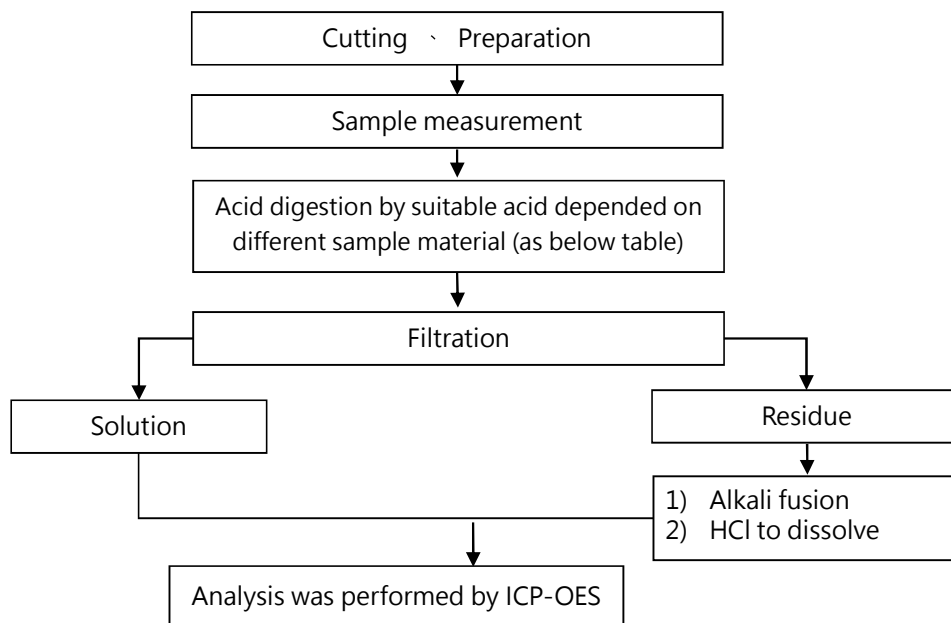 Cutting 、 Preparation
Sample measurement
Acid digestion by suitable acid depended on
different sample material (as below table)
Filtration
Solution
Residue
1) Alkali fusion
2) HCl to dissolve
Analysis was performed by ICP-OES